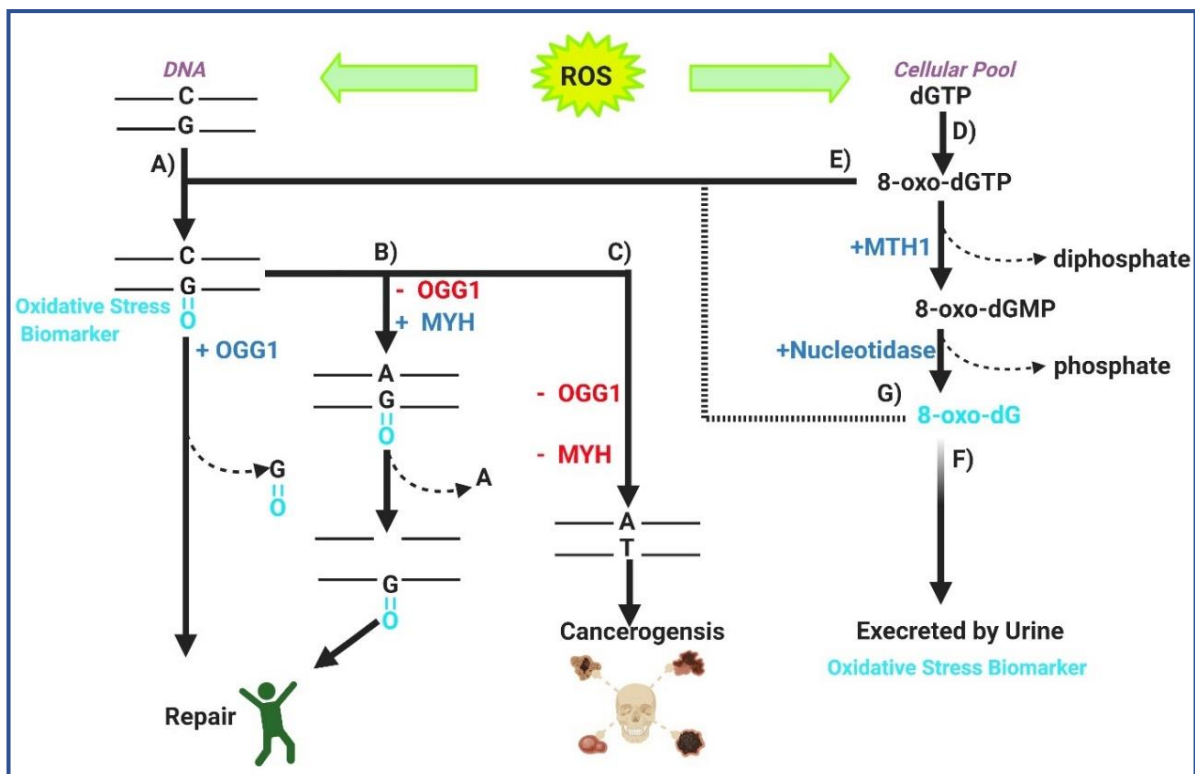 DNA
ROS
Cellular Pool
C
G
dGTP
A)
D)
E)
8-oxo-dGTP
C
G
O
Oxidative Stress
Biomarker
B)
C)
- OGG1
+ MYH
+MTH1
diphosphate
8-oxo-dGMP
+ OGG1
+Nucleotidase
phosphate
A
G
O
- OGG1
- MYH
G)
8-oxo-dG
F)
G
O
A
A
T
G
O
Cancerogensis
Execreted by Urine
Oxidative Stress Biomarker
Repair